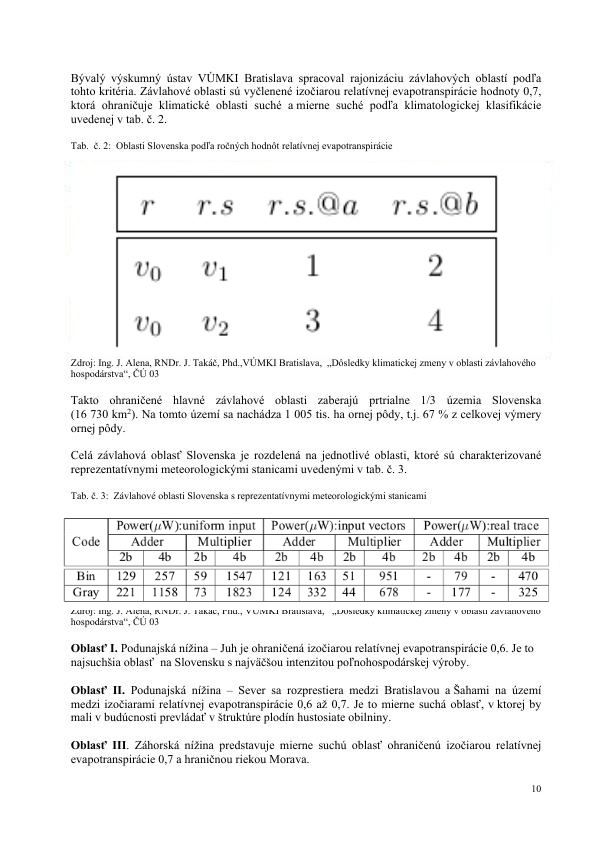 Bývalý výskumný ústav VÚMKI Bratislava spracoval rajonizáciu závlahových oblastí podľa
tohto kritéria. Závlahové oblasti sú vyčlenené izočiarou relatívnej evapotranspirácie hodnoty 0,7,
ktorá ohraničuje klimatické oblasti suché a mierne suché podľa klimatologickej klasifikácie
uvedenej v tab. č. 2.
Tab. č. 2: Oblasti Slovenska podľa ročných hodnôt relatívnej evapotranspirácie
r r.s r.s.@a r.s.@b
v0 v1 1 2
v0 v2 3 4
Zdroj: Ing. J. Alena, RNDr. J. Takáč, Phd.,VÚMKI Bratislava, „Dôsledky klimatickej zmeny v oblasti závlahového
hospodárstva“, ČÚ 03
Takto ohraničené hlavné závlahové oblasti zaberajú prtrialne 1/3 územia Slovenska
(16 730 km2). Na tomto území sa nachádza 1 005 tis. ha ornej pôdy, t.j. 67 % z celkovej výmery
ornej pôdy.
Celá závlahová oblasť Slovenska je rozdelená na jednotlivé oblasti, ktoré sú charakterizované
reprezentatívnymi meteorologickými stanicami uvedenými v tab. č. 3.
Tab. č. 3: Závlahové oblasti Slovenska s reprezentatívnymi meteorologickými stanicami
Code Power(μW):uniform input Power(μW):input vectors Power(μW):real trace
Adder Multiplier Adder Multiplier Adder Multiplier
2b 4b 2b 4b 2b 4b 2b 4b 2b 4b 2b 4b
Bin 129 257 59 1547 121 163 51 951 - 79 - 470
Gray 221 1158 73 1823 124 332 44 678 - 177 - 325
Zdroj: Ing. J. Alena, RNDr. J. Takáč, Phd., VÚMKI Bratislava, „Dôsledky klimatickej zmeny v oblasti závlahového
hospodárstva“, ČÚ 03
Oblasť I. Podunajská nížina – Juh je ohraničená izočiarou relatívnej evapotranspirácie 0,6. Je to
najsuchšia oblasť na Slovensku s najväčšou intenzitou poľnohospodárskej výroby.
Oblasť II. Podunajská nížina – Sever sa rozprestiera medzi Bratislavou a Šahami na území
medzi izočiarami relatívnej evapotranspirácie 0,6 až 0,7. Je to mierne suchá oblasť, v ktorej by
mali v budúcnosti prevládať v štruktúre plodín hustosiate obilniny.
Oblasť III. Záhorská nížina predstavuje mierne suchú oblasť ohraničenú izočiarou relatívnej
evapotranspirácie 0,7 a hraničnou riekou Morava.
10